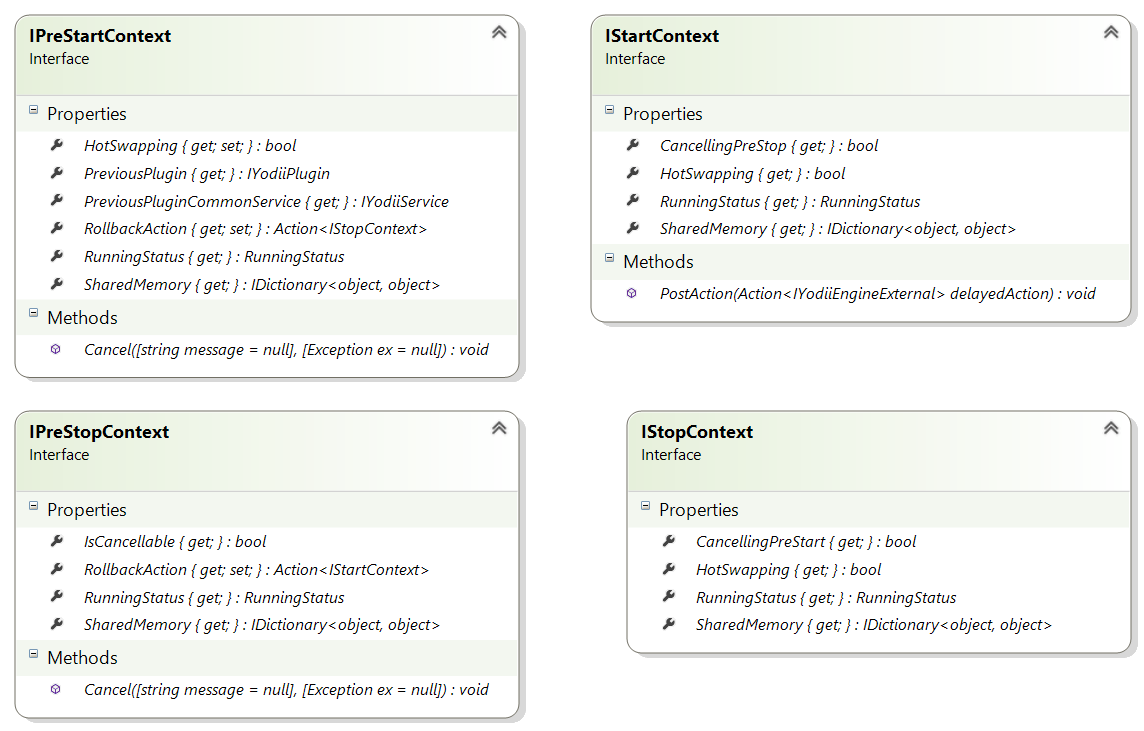 IPreStartContext
Interface
Properties
HotSwapping { get; set; } : bool
PreviousPlugin { get; } : IYodiiPlugin
PreviousPluginCommonService { get; } : IYodiiService
RollbackAction { get; set; } : Action<IStopContext>
RunningStatus { get; } : RunningStatus
SharedMemory { get; } : IDictionary<object, object>
Methods
Cancel([string message = null], [Exception ex = null]) : void
IStartContext
Interface
Properties
CancellingPreStop { get; } : bool
HotSwapping { get; } : bool
RunningStatus { get; } : RunningStatus
SharedMemory { get; } : IDictionary<object, object>
Methods
PostAction(Action<IYodiiEngineExternal> delayedAction) : void
IPreStopContext
Interface
Properties
IsCancellable { get; } : bool
RollbackAction { get; set; } : Action<IStartContext>
RunningStatus { get; } : RunningStatus
SharedMemory { get; } : IDictionary<object, object>
Methods
Cancel([string message = null], [Exception ex = null]) : void
IStopContext
Interface
Properties
CancellingPreStart { get; } : bool
HotSwapping { get; } : bool
RunningStatus { get; } : RunningStatus
SharedMemory { get; } : IDictionary<object, object>